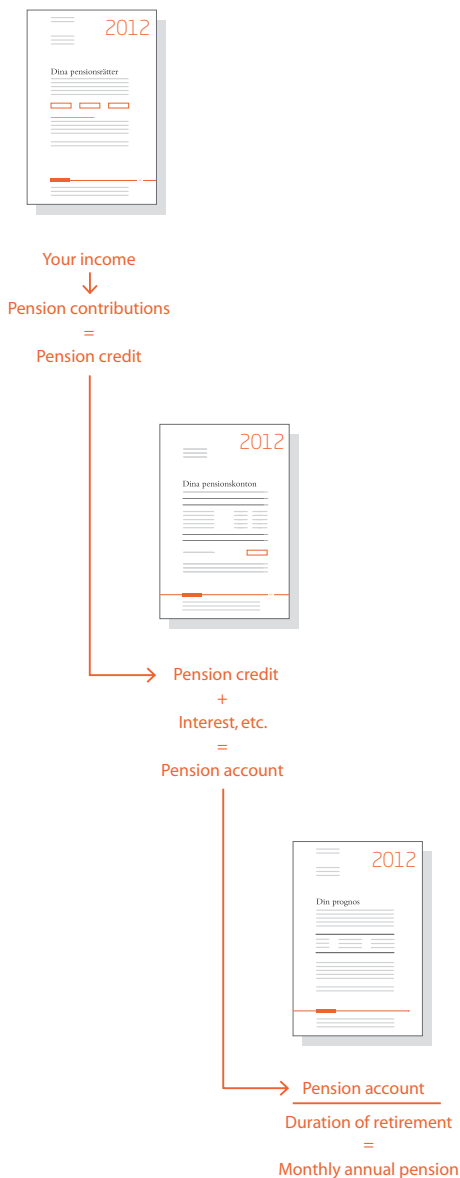 2012
Dina pensionsrätter
Your income
Pension contributions
=
Pension credit
2012
Dina pensionskonton
Pension credit
+
Interest, etc.
=
Pension account
2012
Din prognos
Pension account
Duration of retirement
=
Monthly annual pension